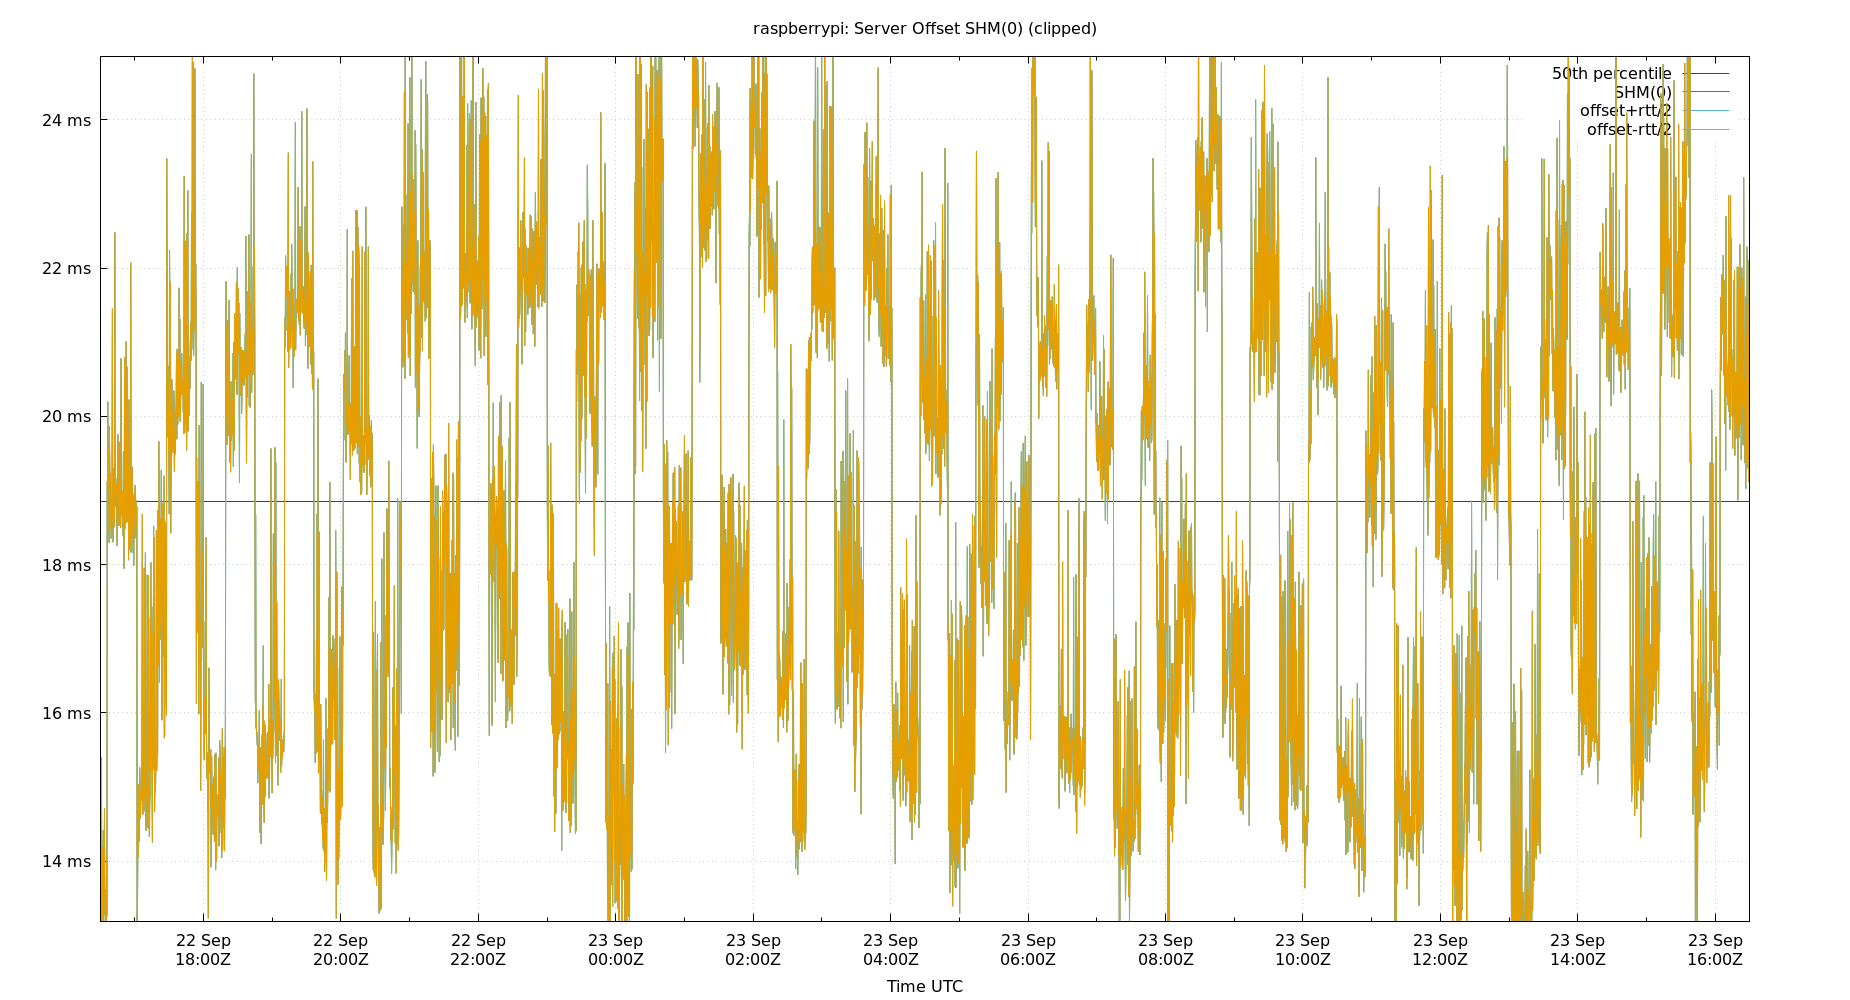 raspberrypi: Server Offset SHM(0) (clipped)
50th percentile
SHM(0)
offset+rtt/2
offset-rtt/2
24 ms
22 ms
20 ms
18 ms
16 ms
14 ms
22 Sep 22 Sep 22 Sep 23 Sep 23 Sep 23 Sep 23 Sep 23 Sep 23 Sep 23 Sep 23 Sep 23 Sep
18:00Z 20:00Z 22:00Z 00:00Z 02:00Z 04:00Z 06:00Z 08:00Z 10:00Z 12:00Z 14:00Z 16:00Z
Time UTC